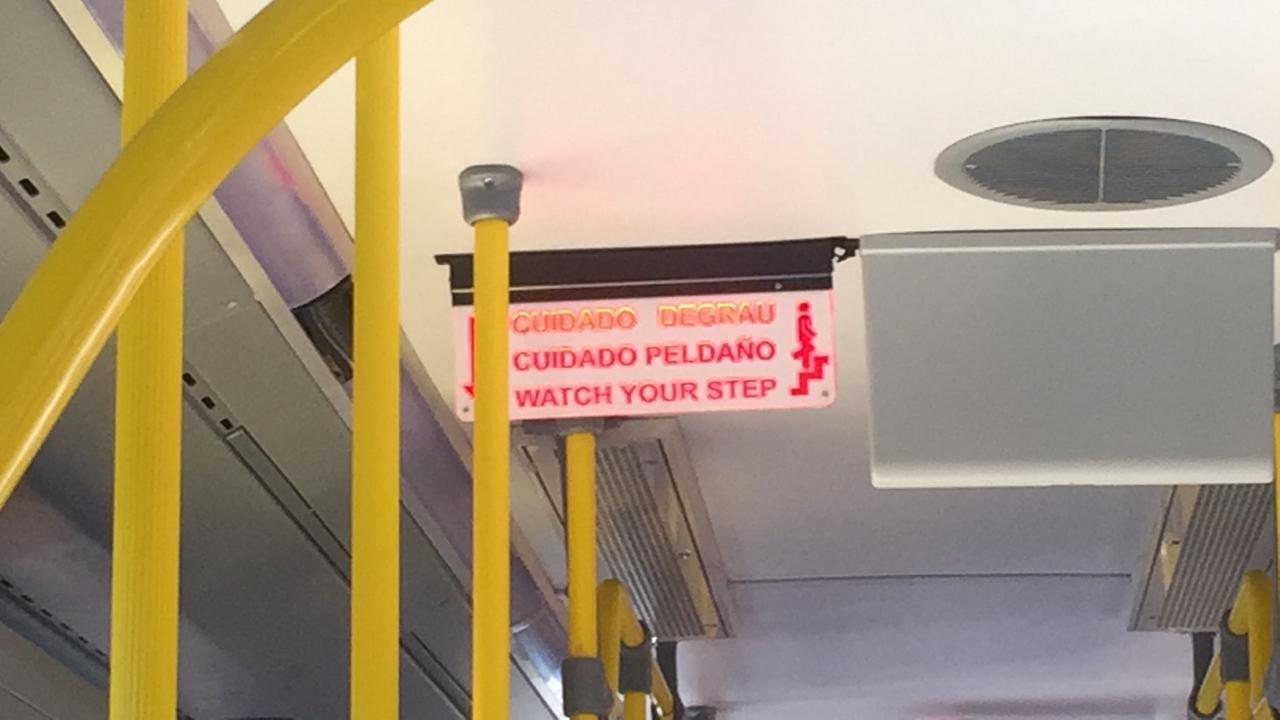 CUIDADO DEGRAU
CUIDADO PELDAÑO
WATCH YOUR STEP